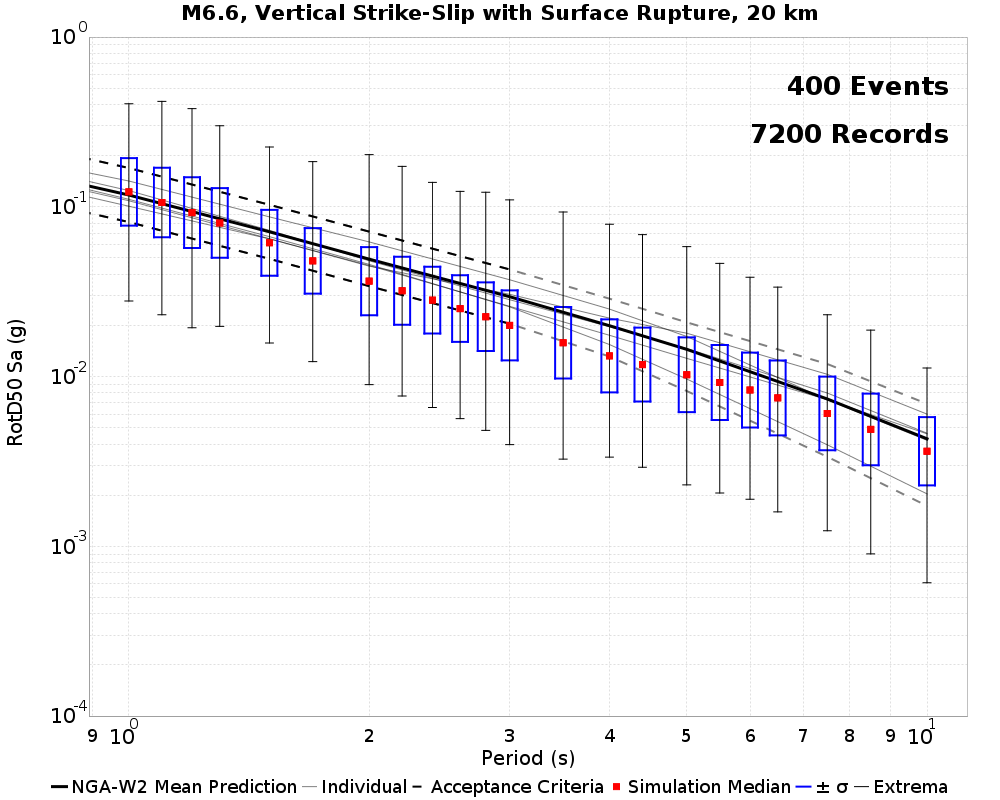 M6.6, Vertical Strike-Slip with Surface Rupture, 20 km
400 Events
7200 Records
RotD50 Sa (g)
10^0
10^-1
10^-2
10^-3
10^-4
9 10^0 2 3 4 5 6 7 8 9 10^1
Period (s)
NGA-W2 Mean Prediction Individual Acceptance Criteria Simulation Median ± σ Extrema